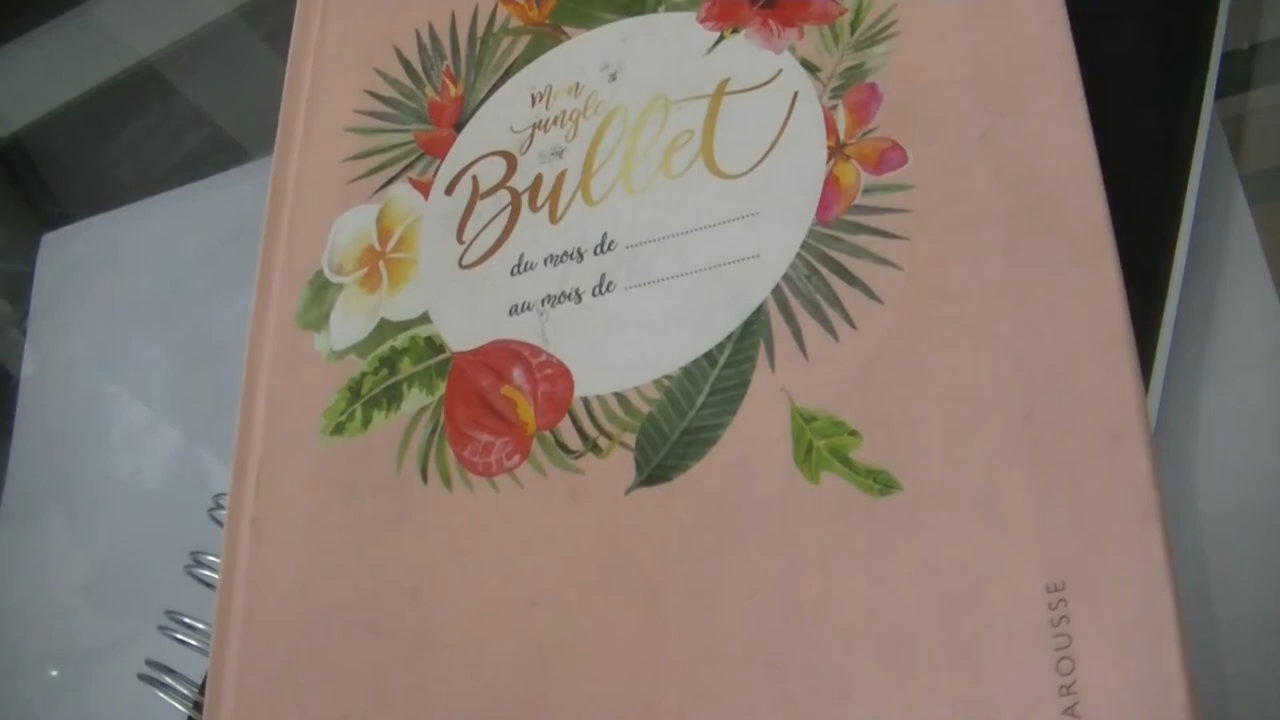 Mon
jungle
Bullet
du mois de ........................
au mois de ........................
AROUSSE